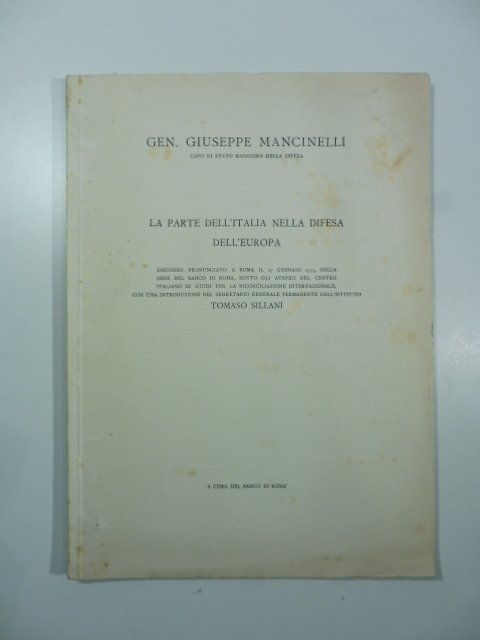 GEN. GIUSEPPE MANCINELLI
CAPO DI STATO MAGGIORE DELLA DIFESA
LA PARTE DELL'ITALIA NELLA DIFESA
DELL'EUROPA
DISCORSO PRONUNCIATO A ROMA IL 27 GENNAIO 1955, NELLA
SEDE DEL BANCO DI ROMA, SOTTO GLI AUSPICI DEL CENTRO
ITALIANO DI STUDI PER LA RICONCILIAZIONE INTERNAZIONALE,
CON UNA INTRODUZIONE DEL SEGRETARIO GENERALE PERMANENTE DELL'ISTITUTO
TOMASO SILLANI
A CURA DEL BANCO DI ROMA